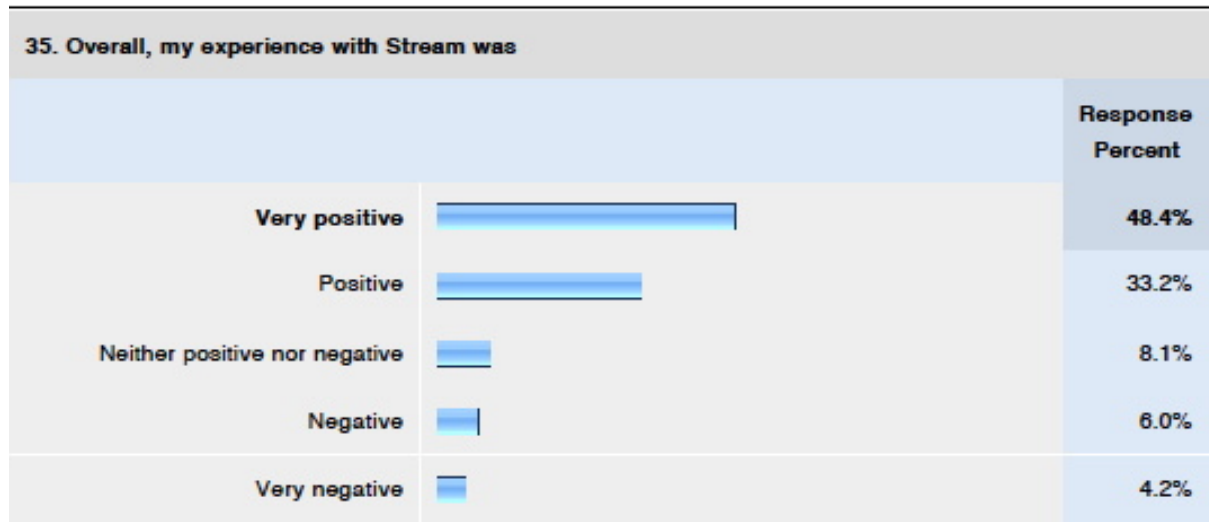 35. Overall, my experience with Stream was
Response
Percent
Very positive 48.4%
Positive 33.2%
Neither positive nor negative 8.1%
Negative 6.0%
Very negative 4.2%